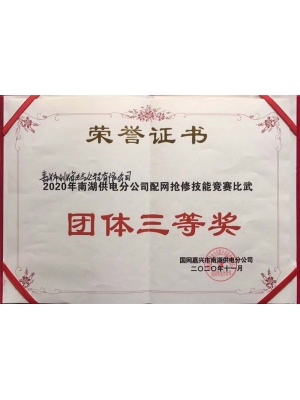 荣誉证书
2020年南湖供电分公司配网抢修技能竞赛比武
团体三等奖
国网嘉兴市南湖供电分公司
二〇二〇年十一月